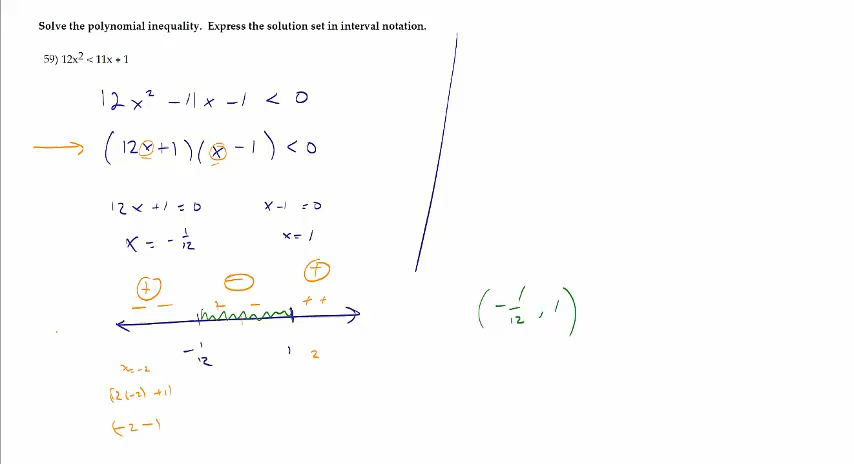 Solve the polynomial inequality. Express the solution set in interval notation.
59) 12x² < 11x + 1
12x² - 11x - 1 < 0
(12x + 1)(x - 1) < 0
12x + 1 = 0 x - 1 = 0
x = - 1/12 x = 1
+ − +
− − − + +
(- 1/12 , 1)
- 1/12 1 2
x = -2
12(-2) + 1)
(-2 - 1